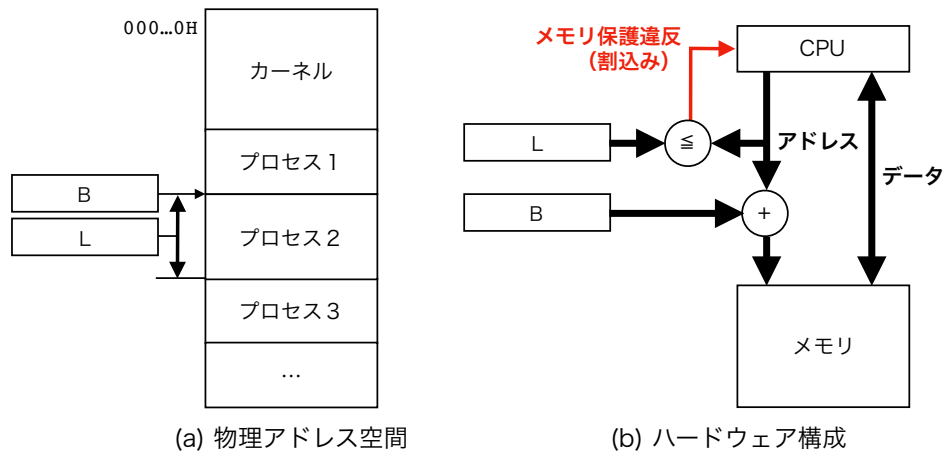 000…0H
カーネル
プロセス1
B
L
プロセス2
プロセス3
…
(a) 物理アドレス空間
メモリ保護違反
（割込み）
CPU
L
≦
アドレス
データ
B
+
メモリ
(b) ハードウェア構成